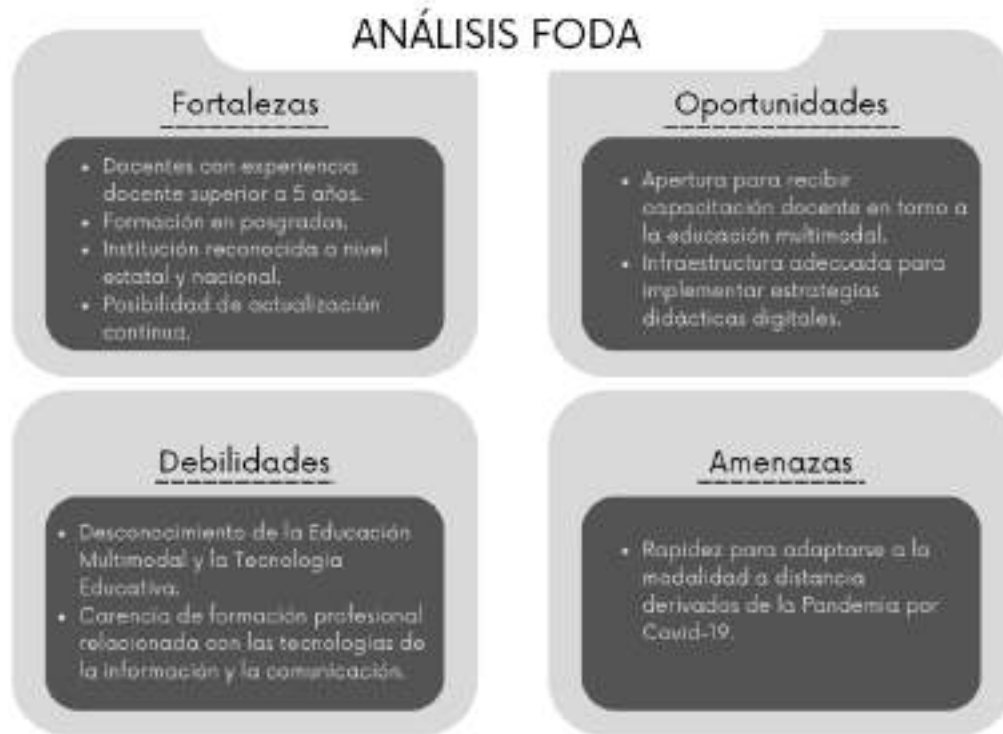 ANÁLISIS FODA
Fortalezas
• Docentes con experiencia
docente superior a 5 años.
• Formación en posgrados.
• Institución reconocida a nivel
estatal y nacional.
• Posibilidad de actualización
continua.
Oportunidades
• Apertura para recibir
capacitación docente en torno a
la educación multimodal.
• Infraestructura adecuada para
implementar estrategias
didácticas digitales.
Debilidades
• Desconocimiento de la Educación
Multimodal y la Tecnología
Educativa.
• Carencia de formación profesional
relacionada con las tecnologías de
la información y la comunicación.
Amenazas
• Rapidez para adaptarse a la
modalidad a distancia
derivados de la Pandemia por
Covid-19.